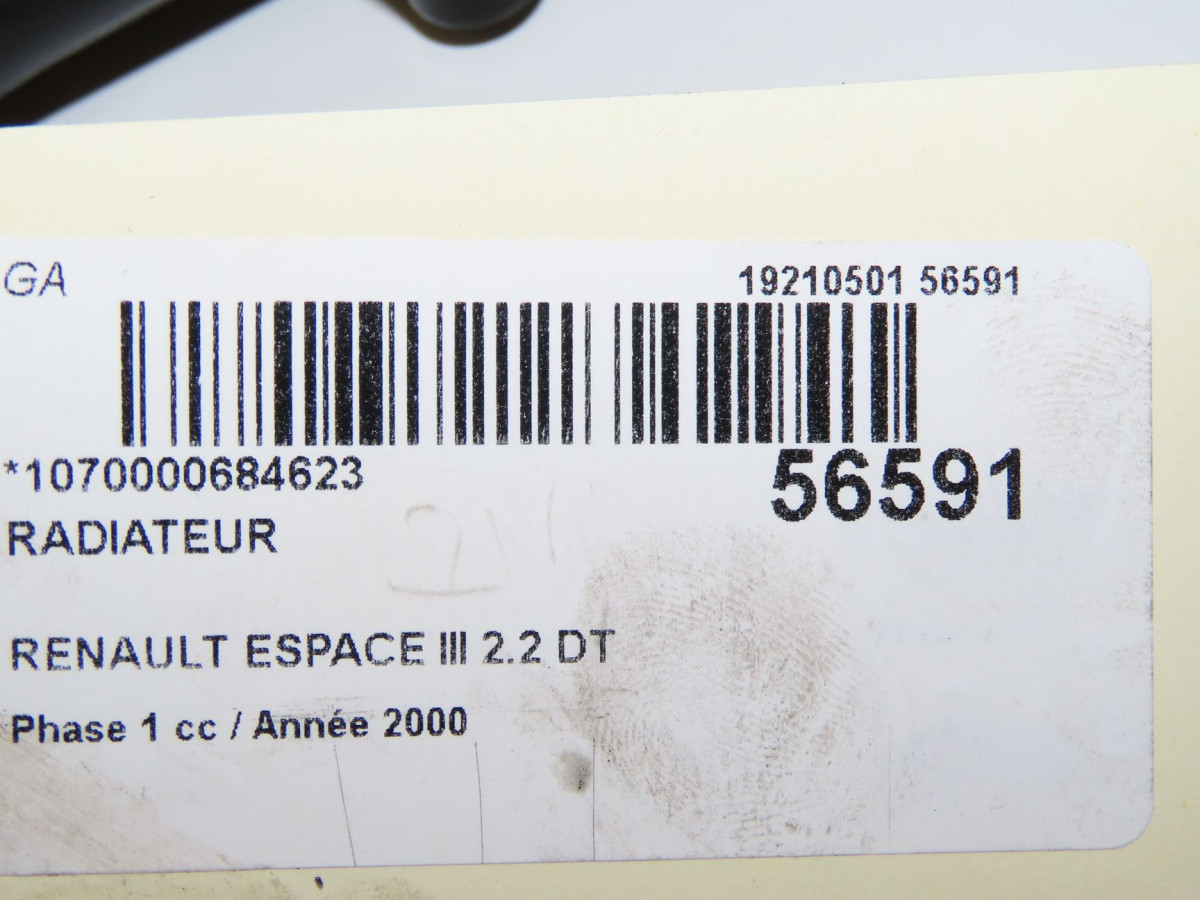 GA
19210501 56591
*1070000684623
56591
RADIATEUR
RENAULT ESPACE III 2.2 DT
Phase 1 cc / Année 2000